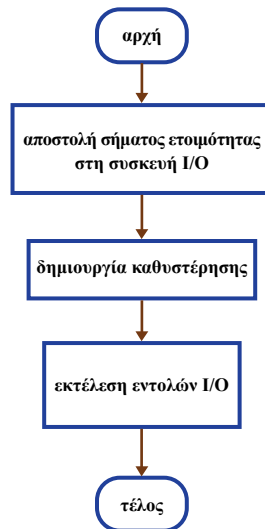 αρχή
αποστολή σήματος ετοιμότητας
στη συσκευή I/O
δημιουργία καθυστέρησης
εκτέλεση εντολών I/O
τέλος